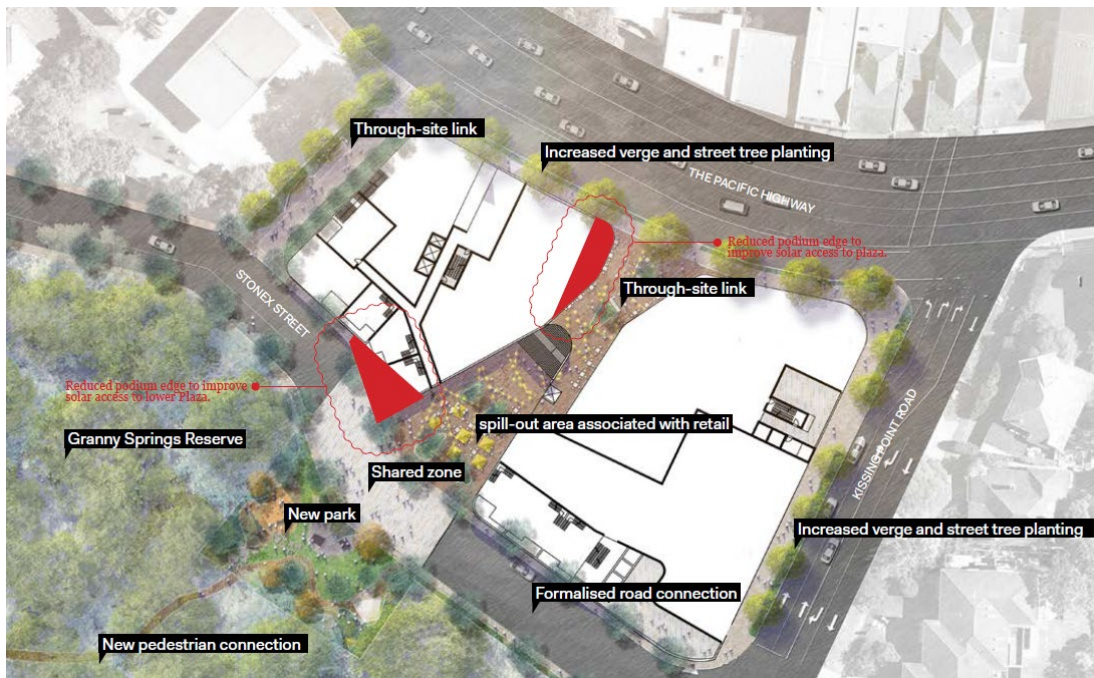 Through-site link
Increased verge and street tree planting
THE PACIFIC HIGHWAY
Reduced podium edge to
improve solar access to plaza.
Through-site link
STONEX STREET
Reduced podium edge to improve
solar access to lower Plaza.
Granny Springs Reserve
spill-out area associated with retail
KISSING POINT ROAD
Shared zone
New park
Increased verge and street tree planting
Formalised road connection
New pedestrian connection